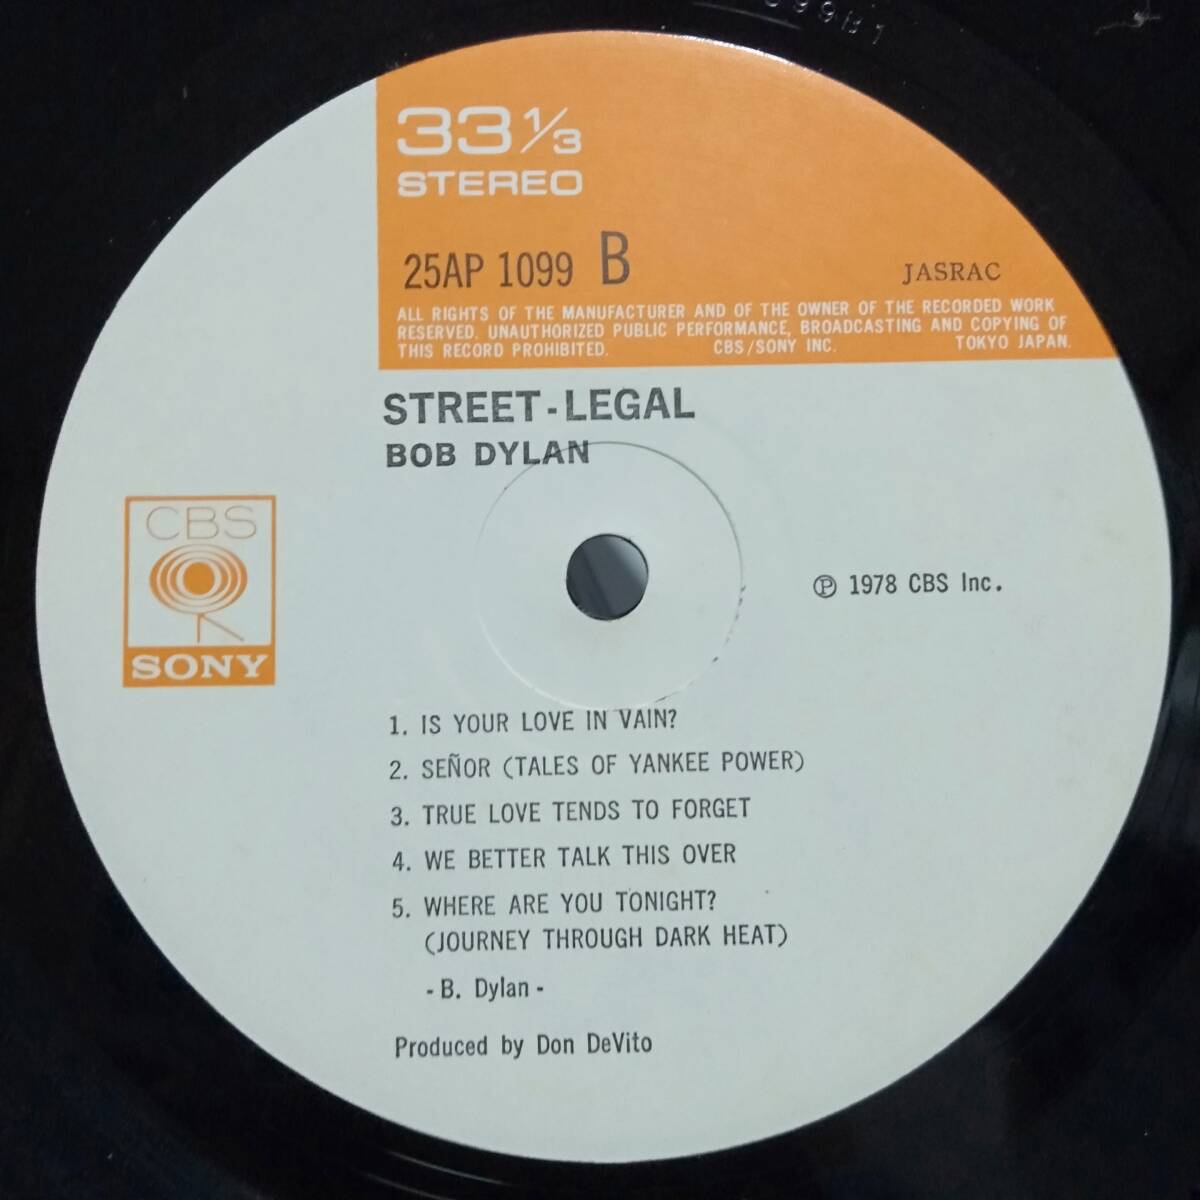 33 1/3
STEREO
25AP 1099 B
JASRAC
ALL RIGHTS OF THE MANUFACTURER AND OF THE OWNER OF THE RECORDED WORK
RESERVED. UNAUTHORIZED PUBLIC PERFORMANCE, BROADCASTING AND COPYING OF
THIS RECORD PROHIBITED. CBS/SONY INC. TOKYO JAPAN.
STREET-LEGAL
BOB DYLAN
CBS
SONY
Ⓟ 1978 CBS Inc.
1. IS YOUR LOVE IN VAIN?
2. SEÑOR (TALES OF YANKEE POWER)
3. TRUE LOVE TENDS TO FORGET
4. WE BETTER TALK THIS OVER
5. WHERE ARE YOU TONIGHT?
(JOURNEY THROUGH DARK HEAT)
- B. Dylan -
Produced by Don DeVito